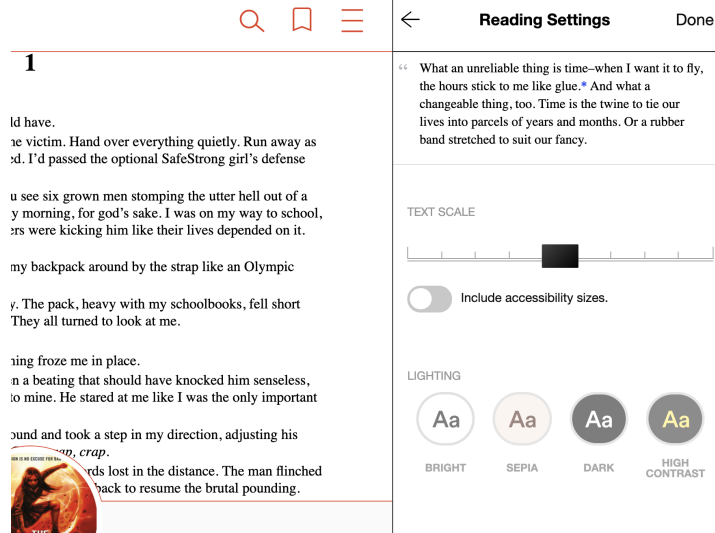 1
ld have.
ne victim. Hand over everything quietly. Run away as
ed. I’d passed the optional SafeStrong girl’s defense
u see six grown men stomping the utter hell out of a
y morning, for god’s sake. I was on my way to school,
ers were kicking him like their lives depended on it.
my backpack around by the strap like an Olympic
y. The pack, heavy with my schoolbooks, fell short
They all turned to look at me.
ning froze me in place.
n a beating that should have knocked him senseless,
to mine. He stared at me like I was the only important
ound and took a step in my direction, adjusting his
ap, crap.
rds lost in the distance. The man flinched
back to resume the brutal pounding.
ION IS NO EXCUSE FOR BA
THE
Reading Settings
Done
“ What an unreliable thing is time–when I want it to fly,
the hours stick to me like glue.* And what a
changeable thing, too. Time is the twine to tie our
lives into parcels of years and months. Or a rubber
band stretched to suit our fancy.
TEXT SCALE
Include accessibility sizes.
LIGHTING
Aa Aa Aa Aa
BRIGHT SEPIA DARK HIGH
CONTRAST